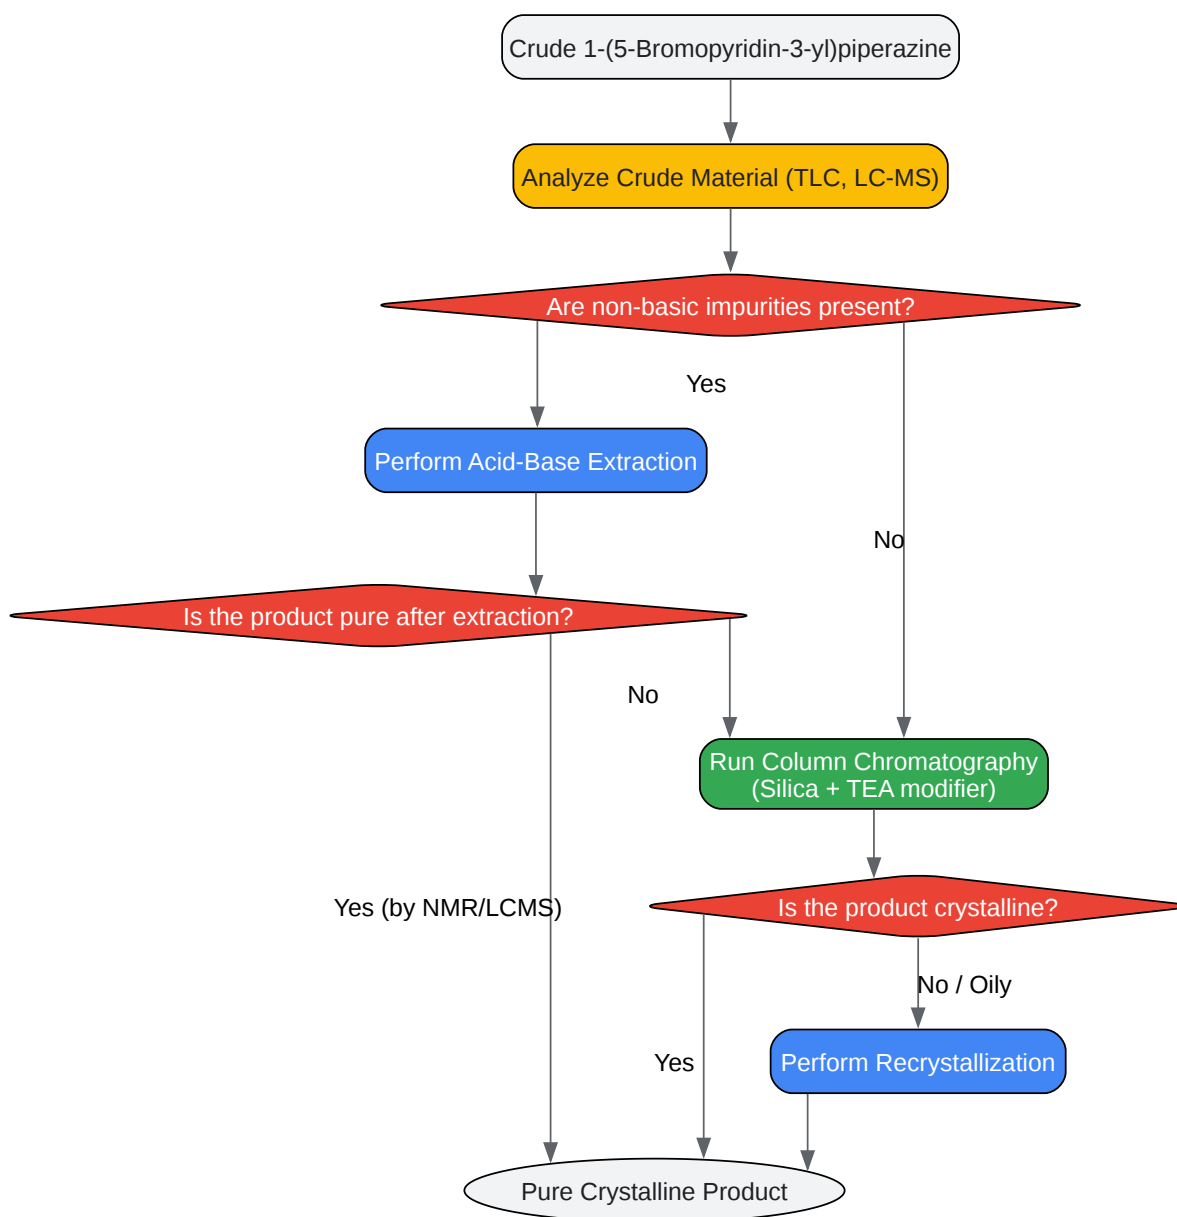 Crude 1-(5-Bromopyridin-3-yl)piperazine
Analyze Crude Material (TLC, LC-MS)
Are non-basic impurities present?
Yes
Perform Acid-Base Extraction
No
Is the product pure after extraction?
No
Run Column Chromatography
(Silica + TEA modifier)
Yes (by NMR/LCMS)
Is the product crystalline?
No / Oily
Yes
Perform Recrystallization
Pure Crystalline Product